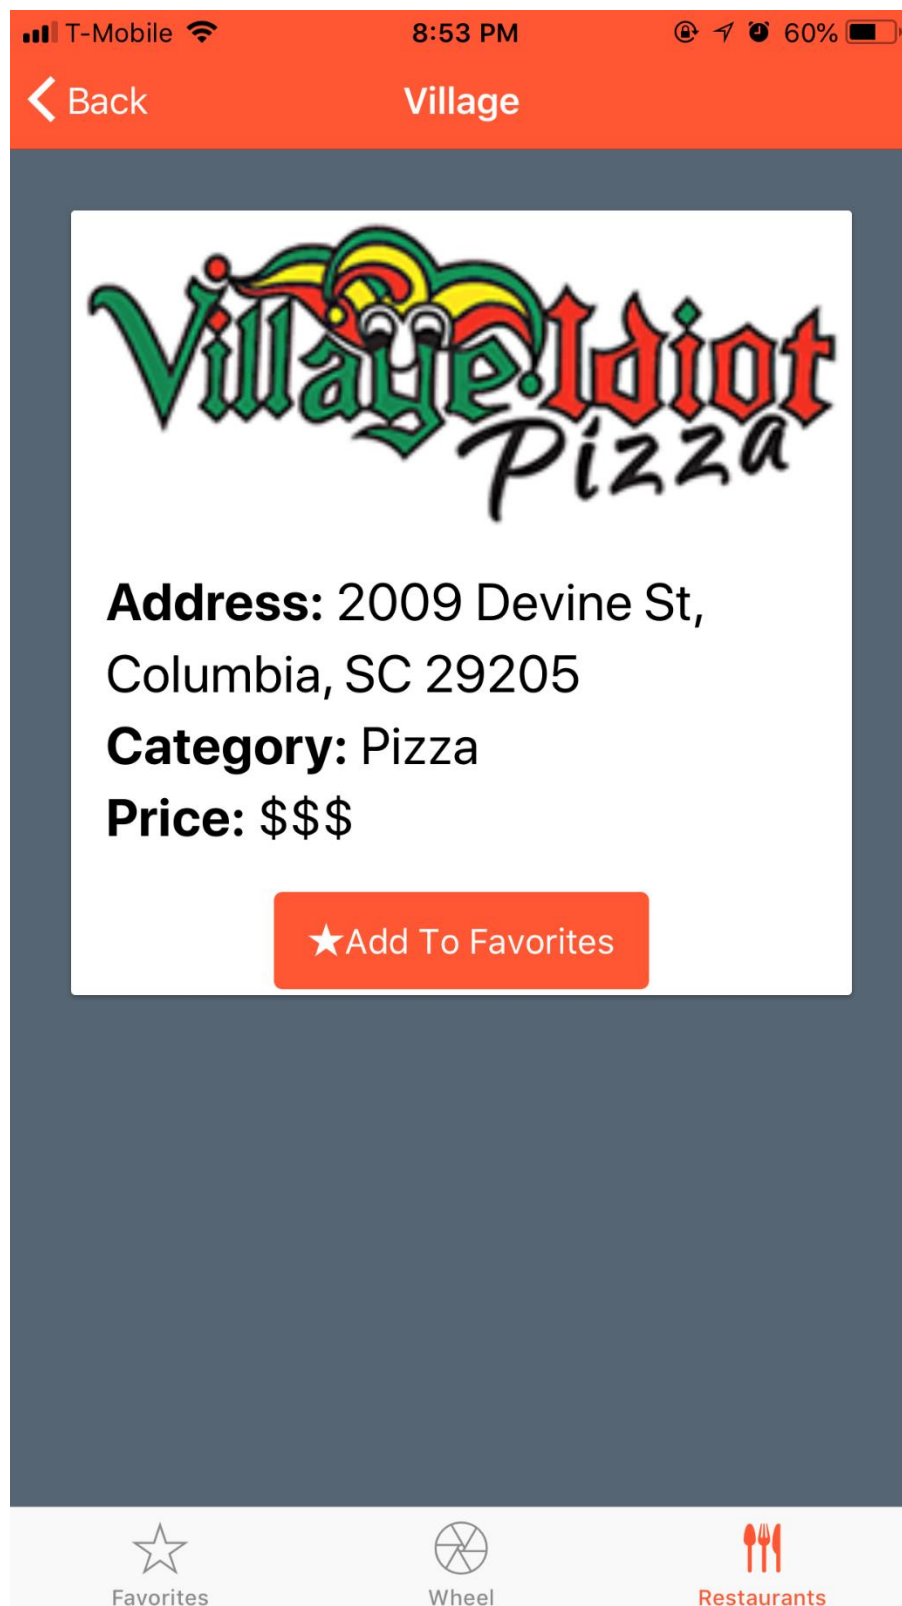 T-Mobile 8:53 PM 60%
Back Village
Village Idiot
Pizza
Address: 2009 Devine St,
Columbia, SC 29205
Category: Pizza
Price: $$$
★Add To Favorites
Favorites Wheel Restaurants